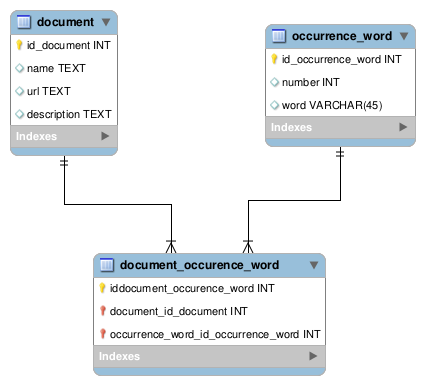 document
id_document INT
name TEXT
url TEXT
description TEXT
Indexes
occurrence_word
id_occurrence_word INT
number INT
word VARCHAR(45)
Indexes
document_occurence_word
iddocument_occurence_word INT
document_id_document INT
occurrence_word_id_occurrence_word INT
Indexes